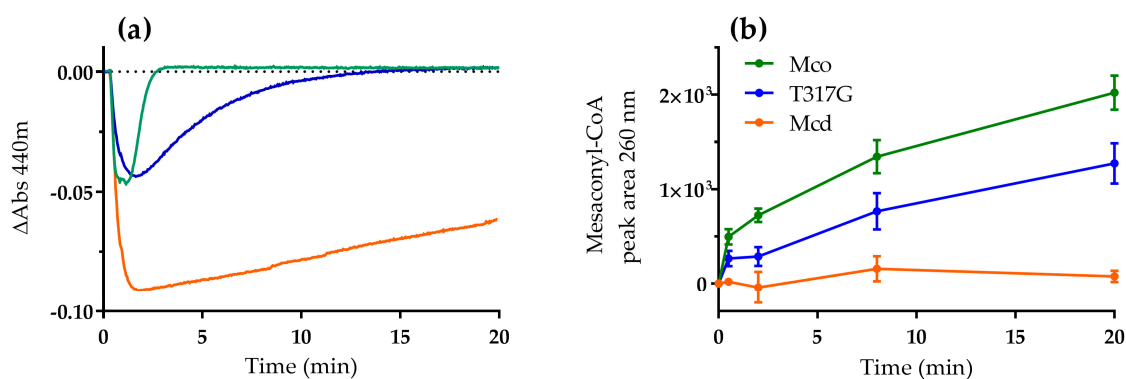 (a)
0.00
-0.05
-0.10
ΔAbs 440m
0
5
10
15
20
Time (min)
(b)
Mco
T317G
Mcd
2×10³
1×10³
0
Mesaconyl-CoA
peak area 260 nm
0
5
10
15
20
Time (min)